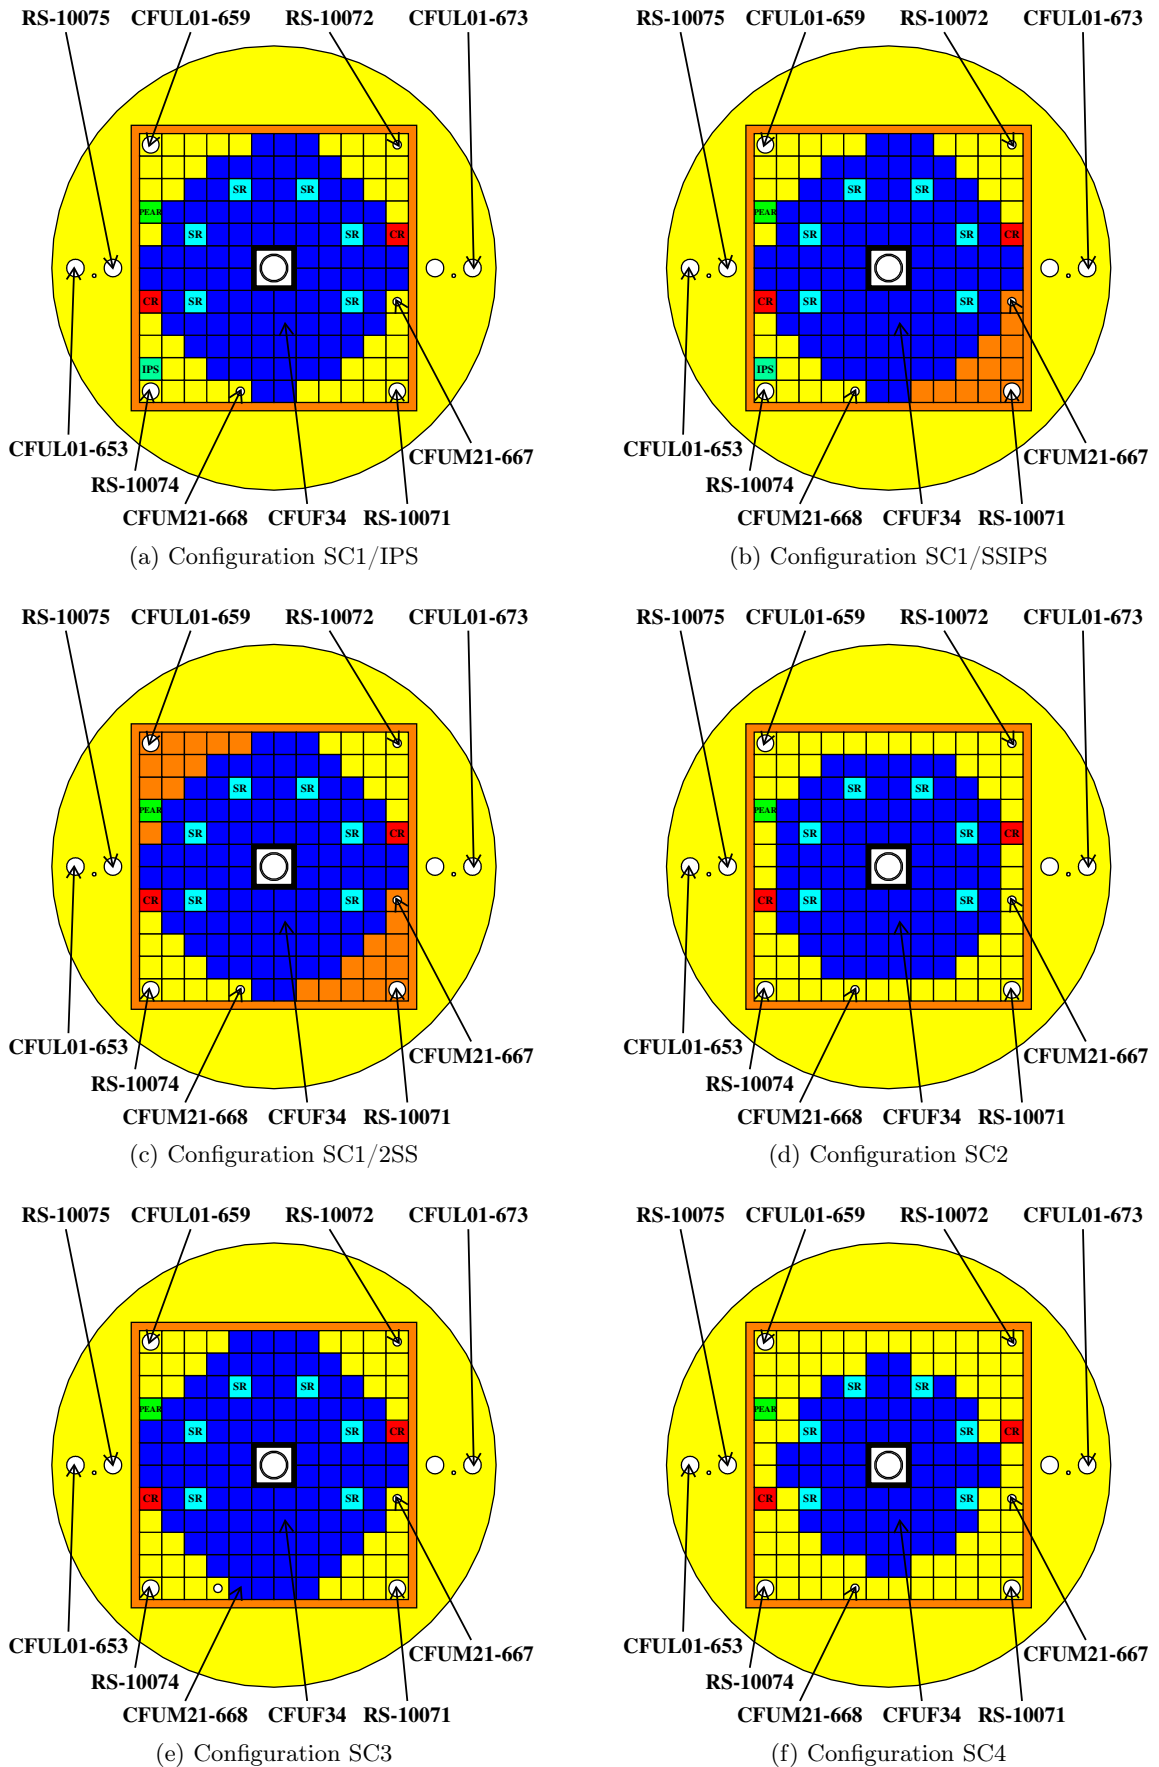 RS-10075 CFUL01-659 RS-10072 CFUL01-673
RS-10075 CFUL01-659 RS-10072 CFUL01-673
SR SR
PEAR
SR SR CR
CR SR SR
IPS
CFUL01-653
CFUM21-667
RS-10074
CFUM21-668 CFUF34 RS-10071
SR SR
PEAR
SR SR CR
CR SR SR
IPS
CFUL01-653
CFUM21-667
RS-10074
CFUM21-668 CFUF34 RS-10071
(a) Configuration SC1/IPS
(b) Configuration SC1/SSIPS
RS-10075 CFUL01-659 RS-10072 CFUL01-673
RS-10075 CFUL01-659 RS-10072 CFUL01-673
SR SR
PEAR
SR SR CR
CR SR SR
CFUL01-653
CFUM21-667
RS-10074
CFUM21-668 CFUF34 RS-10071
SR SR
PEAR
SR SR CR
CR SR SR
CFUL01-653
CFUM21-667
RS-10074
CFUM21-668 CFUF34 RS-10071
(c) Configuration SC1/2SS
(d) Configuration SC2
RS-10075 CFUL01-659 RS-10072 CFUL01-673
RS-10075 CFUL01-659 RS-10072 CFUL01-673
SR SR
PEAR
SR SR CR
CR SR SR
CFUL01-653
CFUM21-667
RS-10074
CFUM21-668 CFUF34 RS-10071
SR SR
PEAR
SR SR CR
CR SR SR
CFUL01-653
CFUM21-667
RS-10074
CFUM21-668 CFUF34 RS-10071
(e) Configuration SC3
(f) Configuration SC4